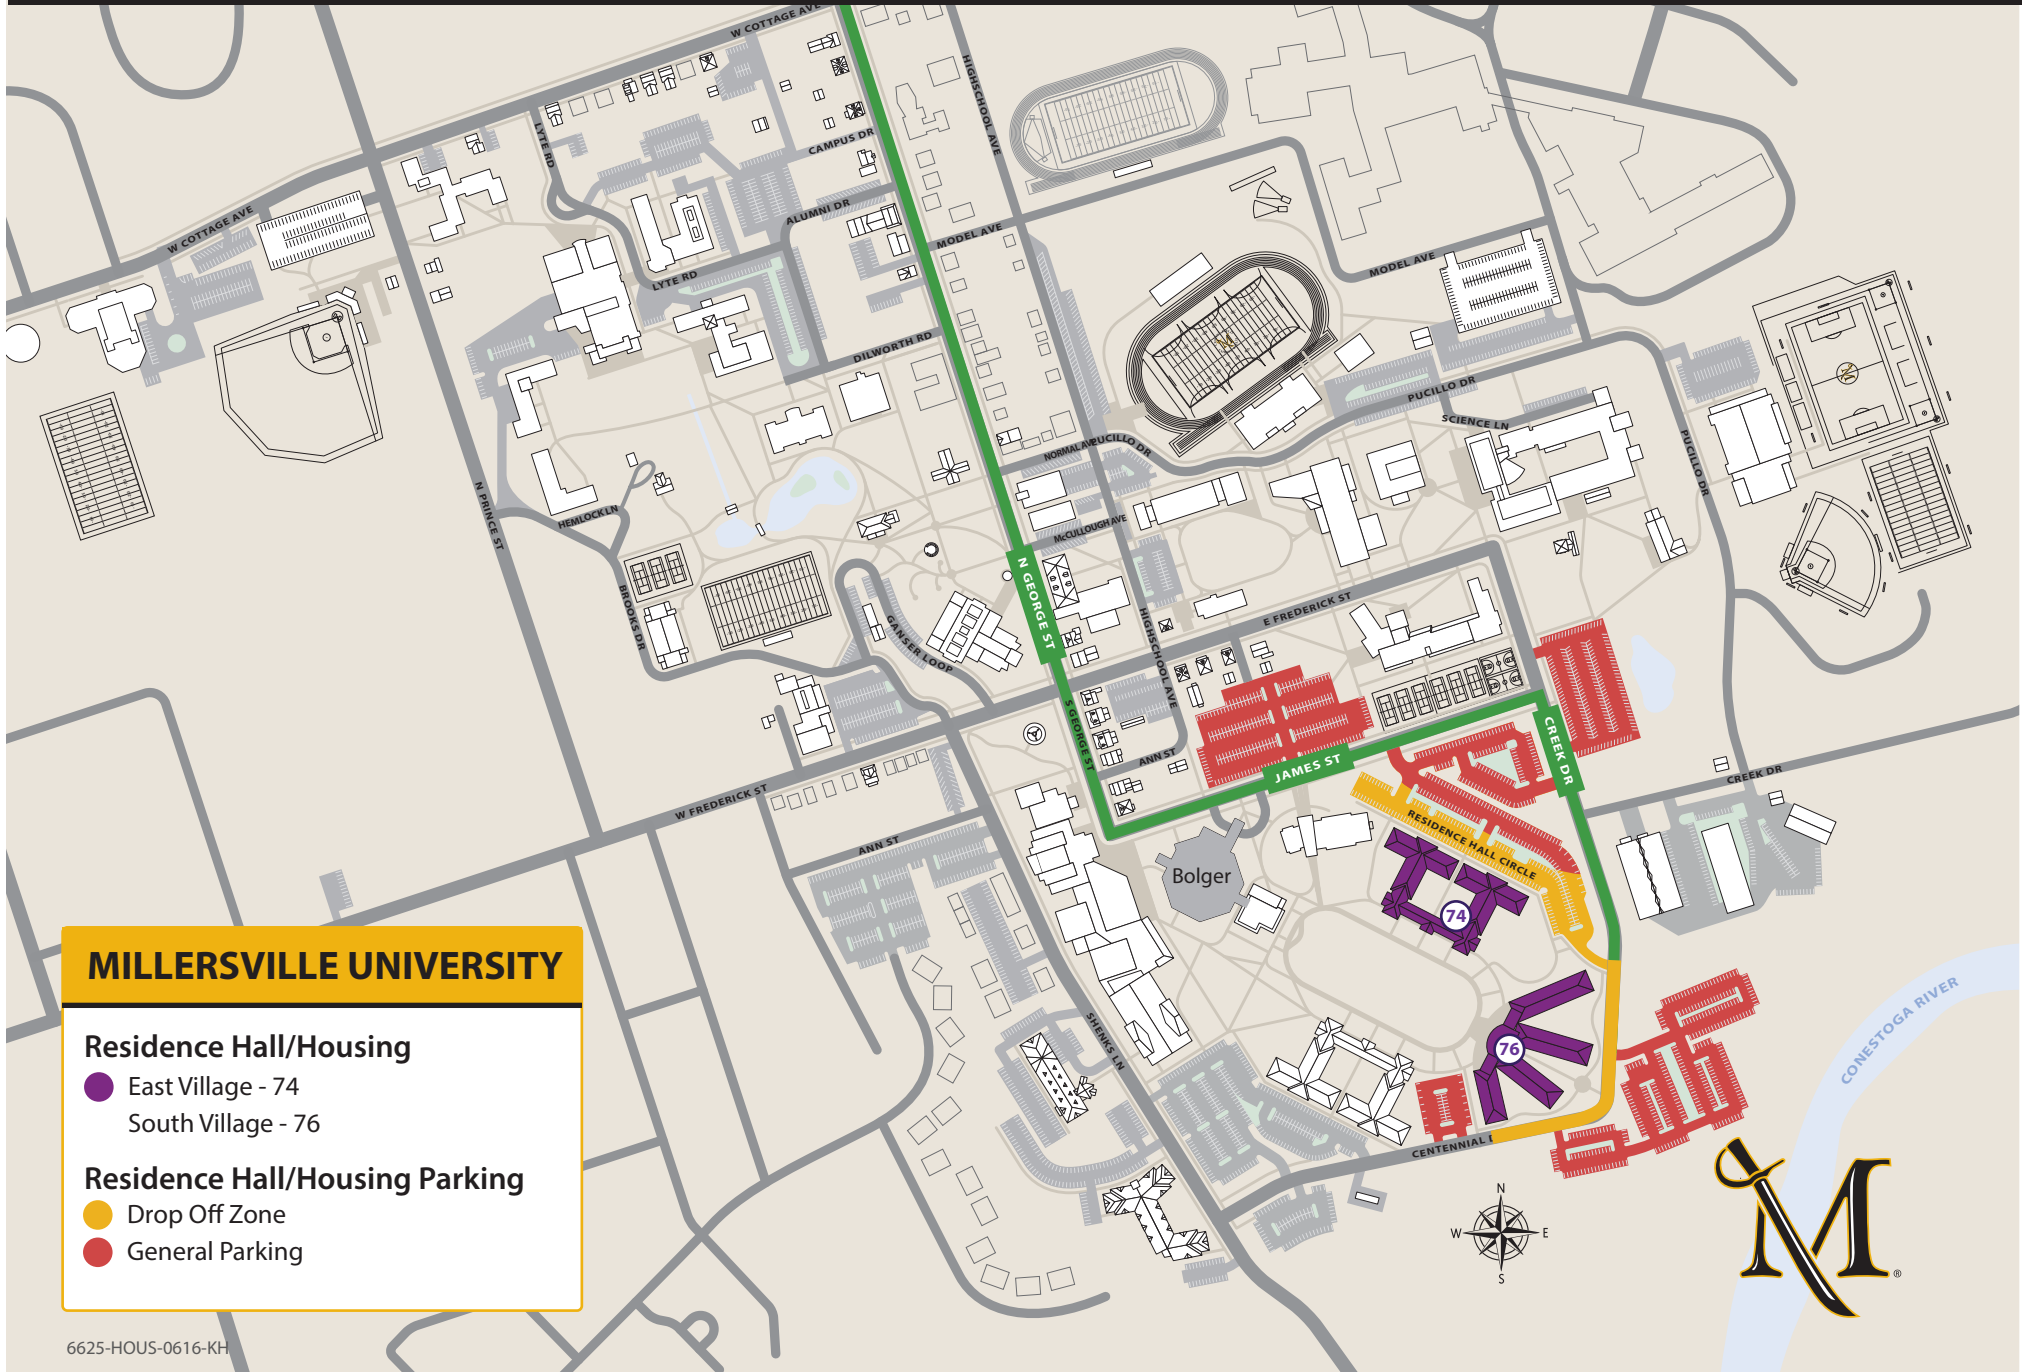 W COTTAGE AVE
HIGHSCHOOL AVE
LYTE RD
CAMPUS DR
W COTTAGE AVE
ALUMNI DR
MODEL AVE
MODEL AVE
LYTE RD
DILWORTH RD
M
M
PUCILLO DR
SCIENCE LN
NORMAL AVE
PUCILLO DR
PUCILLO DR
N PRINCE ST
HEMLOCK LN
McCULLOUGH AVE
N GEORGE ST
BROOKS DR
GANSER LOOP
HIGHSCHOOL AVE
E FREDERICK ST
S GEORGE ST
ANN ST
JAMES ST
CREEK DR
CREEK DR
W FREDERICK ST
ANN ST
RESIDENCE HALL CIRCLE
Bolger
74
76
SHENKS LN
CENTENNIAL D
CONESTOGA RIVER
MILLERSVILLE UNIVERSITY
Residence Hall/Housing
East Village - 74
South Village - 76
Residence Hall/Housing Parking
Drop Off Zone
General Parking
N
W E
S
M
®
6625-HOUS-0616-KH